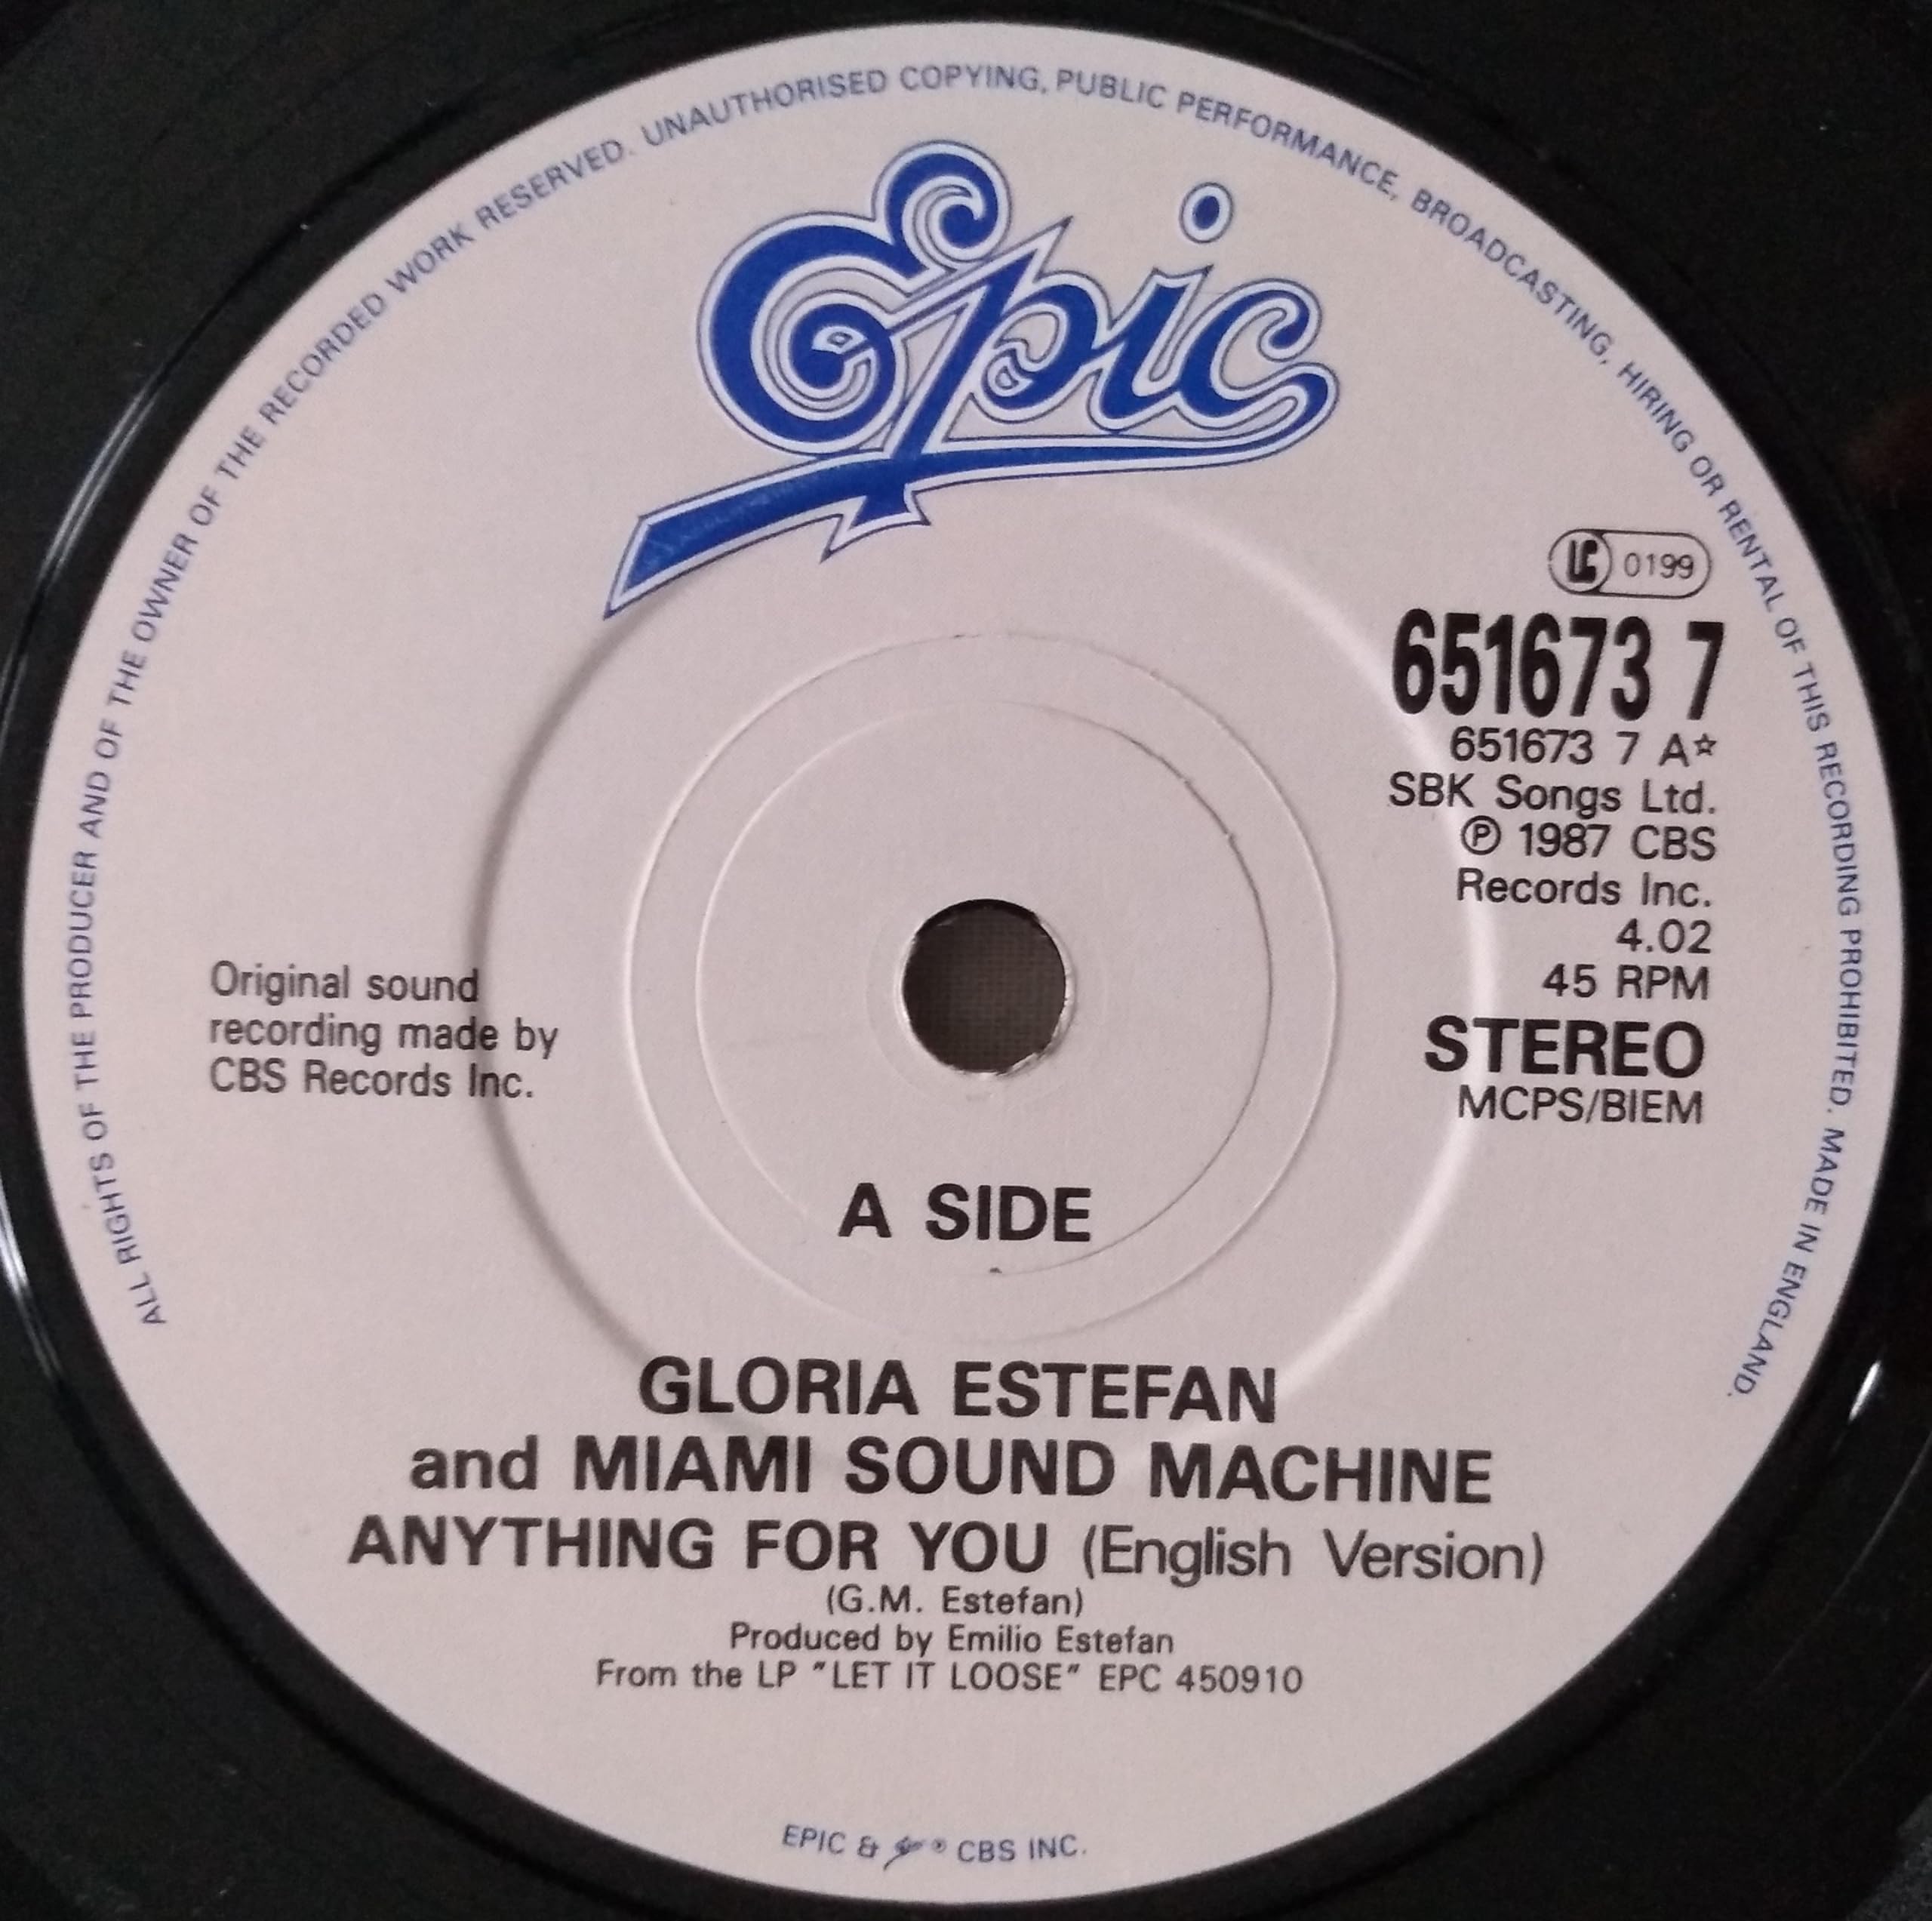 ALL RIGHTS OF THE PRODUCER AND OF THE OWNER OF THE RECORDED WORK RESERVED. UNAUTHORISED COPYING, PUBLIC PERFORMANCE, BROADCASTING, HIRING OR RENTAL OF THIS RECORDING PROHIBITED. MADE IN ENGLAND.
Epic
LC 0199
651673 7
651673 7 A☆
SBK Songs Ltd.
℗ 1987 CBS
Records Inc.
4.02
45 RPM
STEREO
MCPS/BIEM
Original sound
recording made by
CBS Records Inc.
A SIDE
GLORIA ESTEFAN
and MIAMI SOUND MACHINE
ANYTHING FOR YOU (English Version)
(G.M. Estefan)
Produced by Emilio Estefan
From the LP "LET IT LOOSE" EPC 450910
EPIC & Epic ® CBS INC.